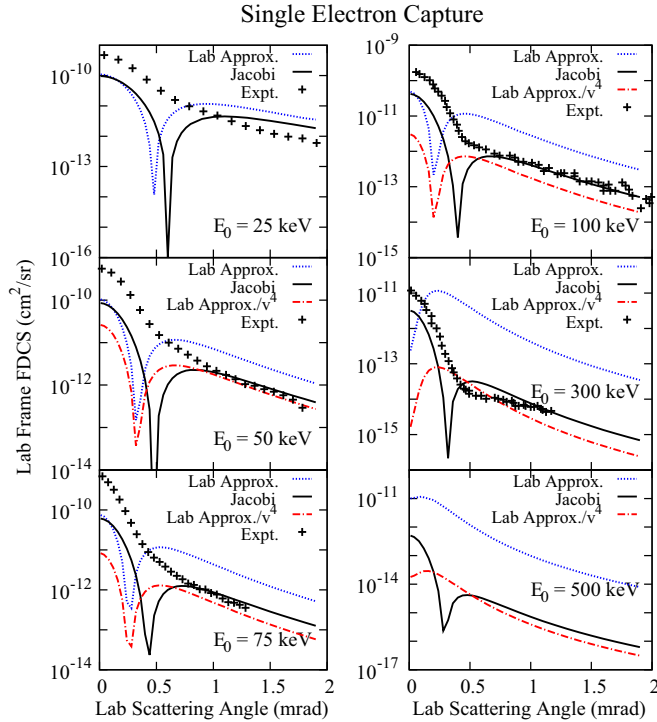 Single Electron Capture
Lab Frame FDCS (cm²/sr)
10⁻¹⁰
10⁻¹³
10⁻¹⁶
Lab Approx.
Jacobi
Expt.
E₀ = 25 keV
10⁻¹⁰
10⁻¹²
10⁻¹⁴
Lab Approx.
Jacobi
Lab Approx./v⁴
Expt.
E₀ = 50 keV
10⁻¹⁰
10⁻¹²
10⁻¹⁴
Lab Approx.
Jacobi
Lab Approx./v⁴
Expt.
E₀ = 75 keV
0 0.5 1 1.5 2
Lab Scattering Angle (mrad)
10⁻⁹
10⁻¹¹
10⁻¹³
10⁻¹⁵
Lab Approx.
Jacobi
Lab Approx./v⁴
Expt.
E₀ = 100 keV
10⁻¹¹
10⁻¹³
10⁻¹⁵
Lab Approx.
Jacobi
Lab Approx./v⁴
Expt.
E₀ = 300 keV
10⁻¹¹
10⁻¹⁴
10⁻¹⁷
Lab Approx.
Jacobi
Lab Approx./v⁴
E₀ = 500 keV
0 0.5 1 1.5 2
Lab Scattering Angle (mrad)